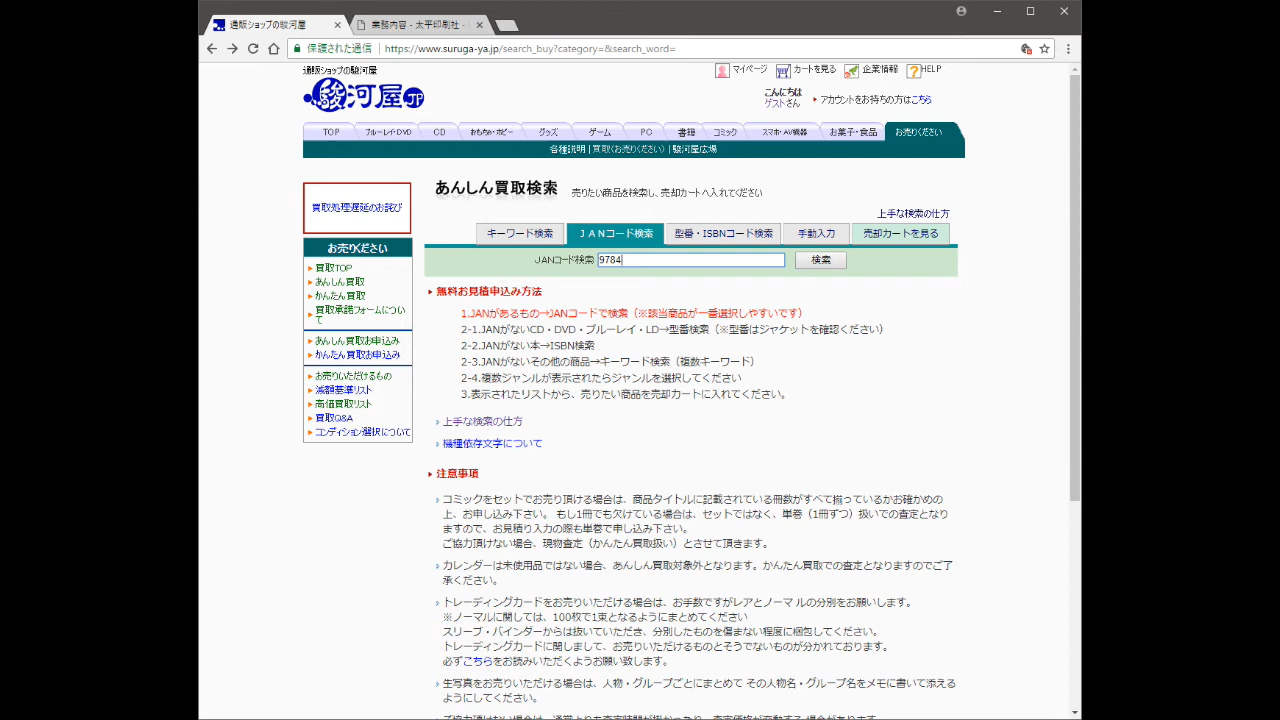 通販ショップの駿河屋
業務内容 - 太平印刷社 -
保護された通信 https://www.suruga-ya.jp/search_buy?category=&search_word=
通販ショップの駿河屋
駿河屋JP
マイページ カートを見る 企業情報 HELP
こんにちは
ゲストさん
アカウントをお持ちの方はこちら
TOP ブルーレイ・DVD CD おもちゃ・ホビー グッズ ゲーム PC 書籍 コミック スマホ・AV機器 お菓子・食品 お売りください
各種説明 | 買取(お売りください) | 駿河屋広場
買取処理遅延のお詫び
お売りください
買取TOP
あんしん買取
かんたん買取
買取承諾フォームについ
て
あんしん買取お申込み
かんたん買取お申込み
お売りいただけるもの
減額基準リスト
高価買取リスト
買取Q&A
コンディション選択について
あんしん買取検索 売りたい商品を検索し、売却カートへ入れてください
上手な検索の仕方
キーワード検索 JANコード検索 型番・ISBNコード検索 手動入力 売却カートを見る
JANコード検索 9784 検索
無料お見積申込み方法
1.JANがあるもの→JANコードで検索（※該当商品が一番選択しやすいです）
2-1.JANがないCD・DVD・ブルーレイ・LD→型番検索（※型番はジャケットを確認ください）
2-2.JANがない本→ISBN検索
2-3.JANがないその他の商品→キーワード検索（複数キーワード）
2-4.複数ジャンルが表示されたらジャンルを選択してください
3.表示されたリストから、売りたい商品を売却カートに入れてください。
上手な検索の仕方
機種依存文字について
注意事項
コミックをセットでお売り頂ける場合は、商品タイトルに記載されている冊数がすべて揃っているかお確かめの
上、お申し込み下さい。 もし1冊でも欠けている場合は、セットではなく、単巻（1冊ずつ）扱いでの査定となり
ますので、お見積り入力の際も単巻で申し込み下さい。
ご協力頂けない場合、現物査定（かんたん買取扱い）とさせて頂きます。
カレンダーは未使用品ではない場合、あんしん買取対象外となります。かんたん買取での査定となりますのでご了
承ください。
トレーディングカードをお売りいただける場合は、お手数ですがレアとノーマルの分別をお願いします。
※ノーマルに関しては、100枚で1束となるようにまとめてください
スリーブ・バインダーからは抜いていただき、分別したものを傷まない程度に梱包してください。
トレーディングカードに関しまして、お売りいただけるものとそうでないものが分かれております。
必ずこちらをお読みいただくようお願い致します。
生写真をお売りいただける場合は、人物・グループごとにまとめて その人物名・グループ名をメモに書いて添える
ようにしてください。